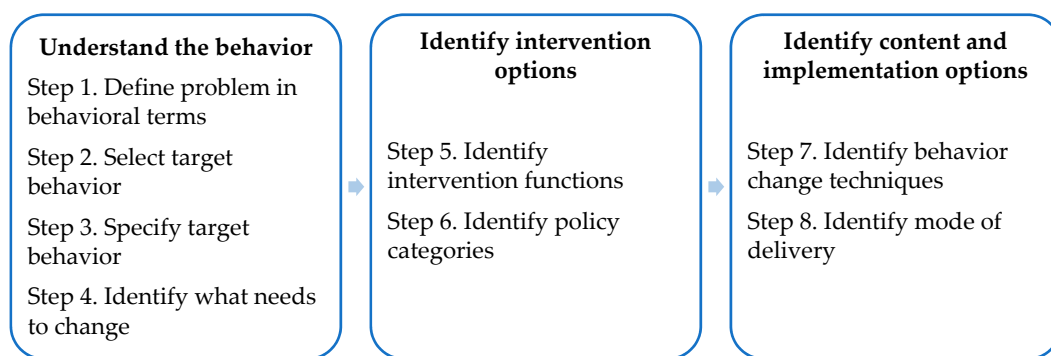 Understand the behavior
Step 1. Define problem in
behavioral terms
Step 2. Select target
behavior
Step 3. Specify target
behavior
Step 4. Identify what needs
to change
Identify intervention
options
Step 5. Identify
intervention functions
Step 6. Identify policy
categories
Identify content and
implementation options
Step 7. Identify behavior
change techniques
Step 8. Identify mode of
delivery